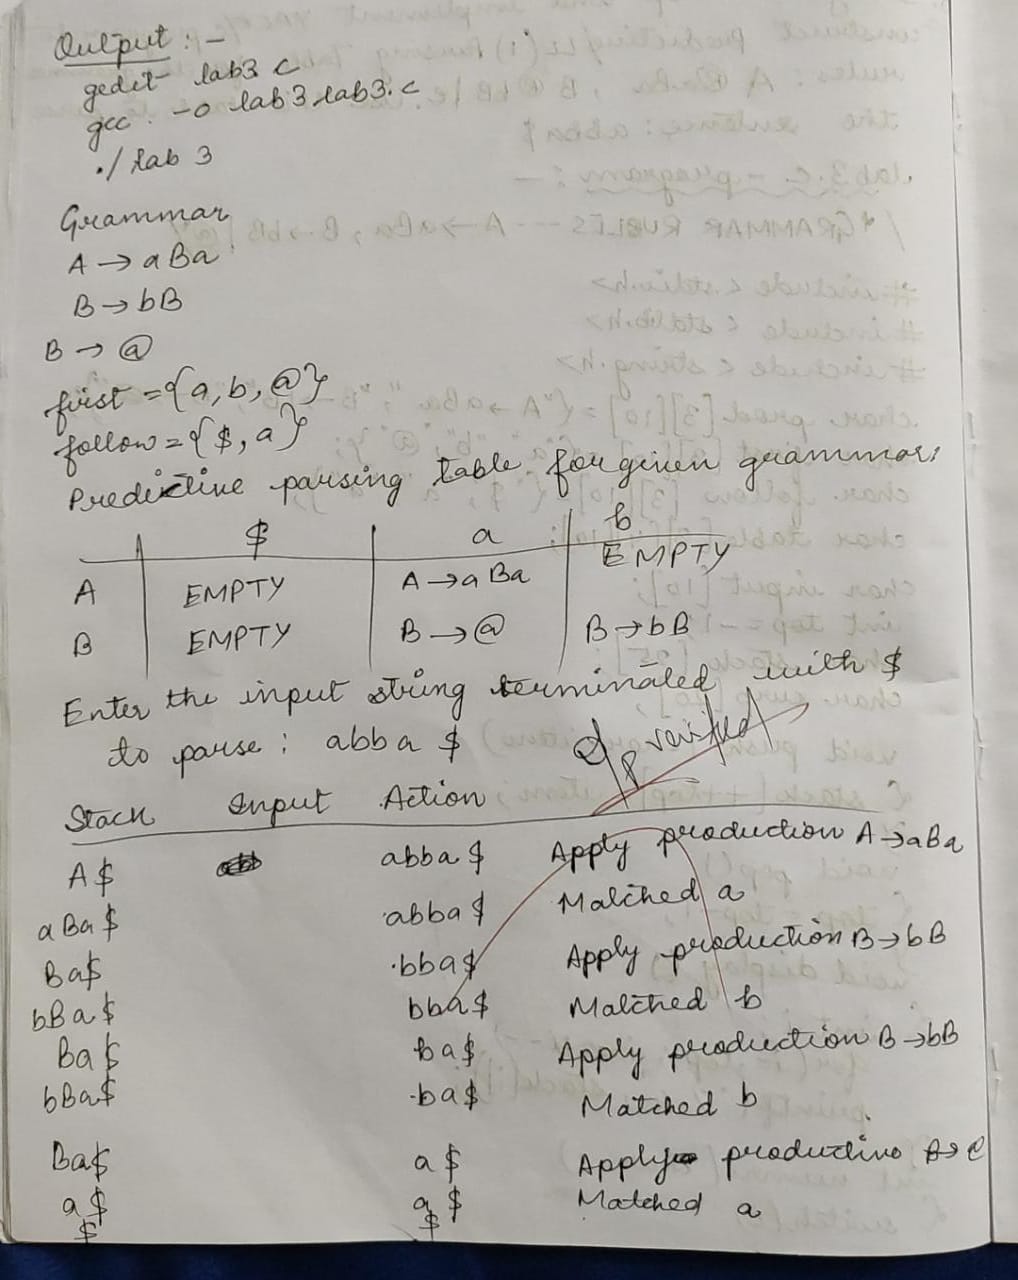 Output : -
gedit lab3 c
gcc -o lab3 lab3.c
./lab 3
Grammar
A → aBa
B → bB
B → @
first = {a, b, @}
follow = {$, a}
Predictive parsing table for given grammar:
$ a b
A EMPTY A → aBa EMPTY
B EMPTY B → @ B → bB
Enter the input string terminated with $
to parse : abba $
verified
Stack Input Action
A$ abba $ Apply production A → aBa
aBa$ abba $ Matched a
Ba$ bba$ Apply production B → bB
bBa$ bba$ Matched b
Ba$ ba$ Apply production B → bB
bBa$ ba$ Matched b
Ba$ a$ Apply productino
a$ a$ Matched a
$ $